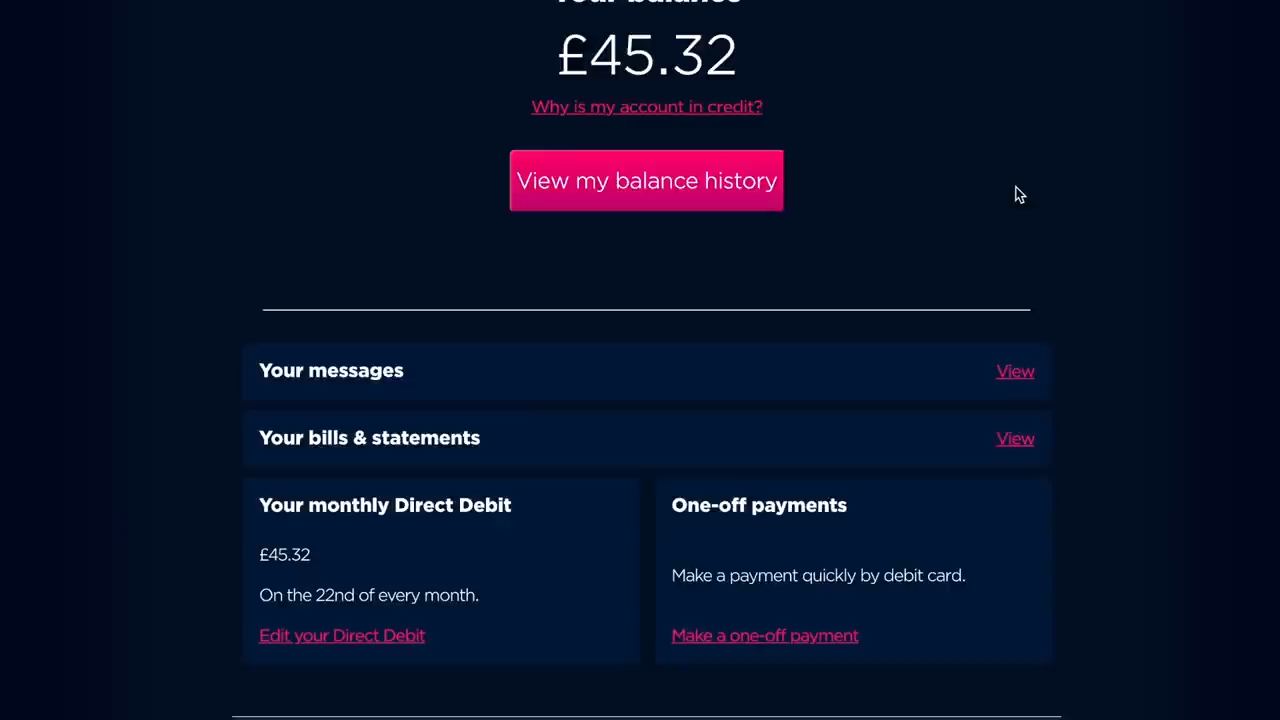 Your balance
£45.32
Why is my account in credit?
View my balance history
Your messages
View
Your bills & statements
View
Your monthly Direct Debit
£45.32
On the 22nd of every month.
Edit your Direct Debit
One-off payments
Make a payment quickly by debit card.
Make a one-off payment